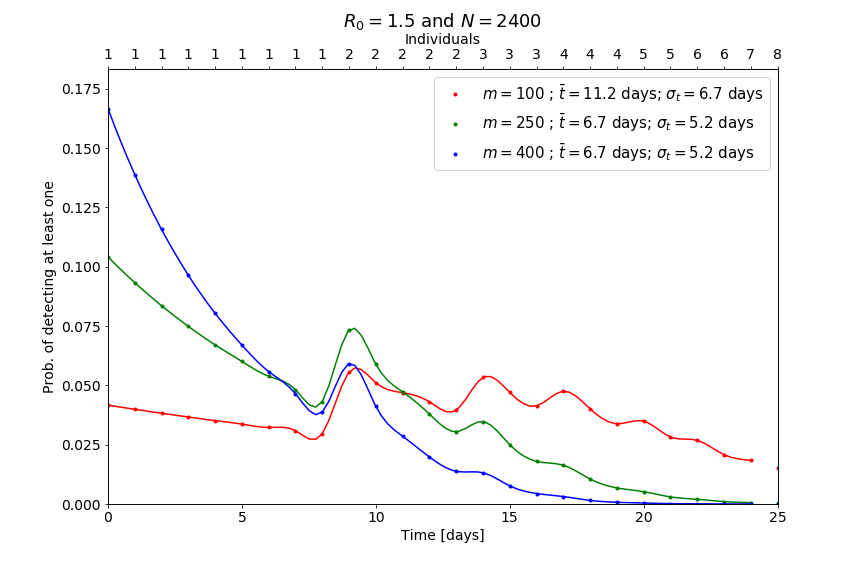 R₀ = 1.5 and N = 2400
Individuals
1 1 1 1 1 1 1 1 1 2 2 2 2 2 3 3 3 4 4 4 5 5 6 6 7 8
m = 100 ; t̄ = 11.2 days; σₜ = 6.7 days
m = 250 ; t̄ = 6.7 days; σₜ = 5.2 days
m = 400 ; t̄ = 6.7 days; σₜ = 5.2 days
Prob. of detecting at least one
0.175
0.150
0.125
0.100
0.075
0.050
0.025
0.000
0 5 10 15 20 25
Time [days]